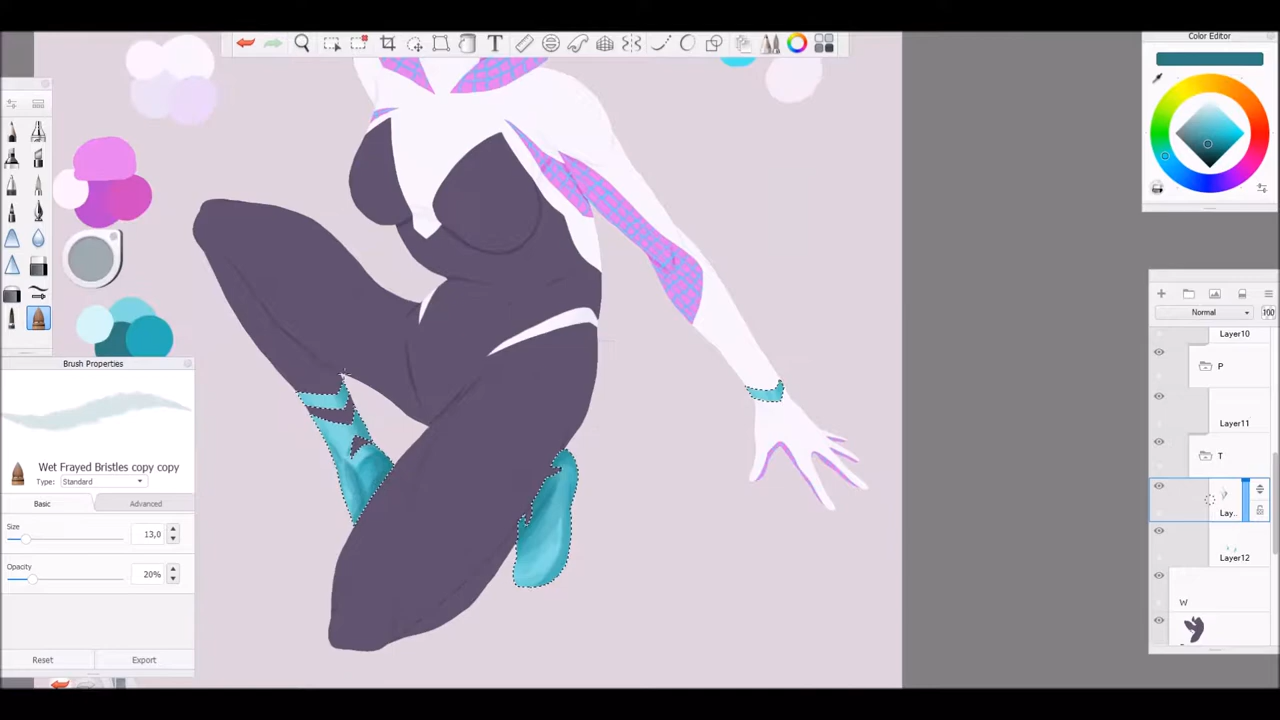 T
Color Editor
Normal
100
Layer10
P
Layer11
T
Lay..
Layer12
W
Brush Properties
Wet Frayed Bristles copy copy
Type: Standard
Basic
Advanced
Size
13,0
Opacity
20%
Reset
Export